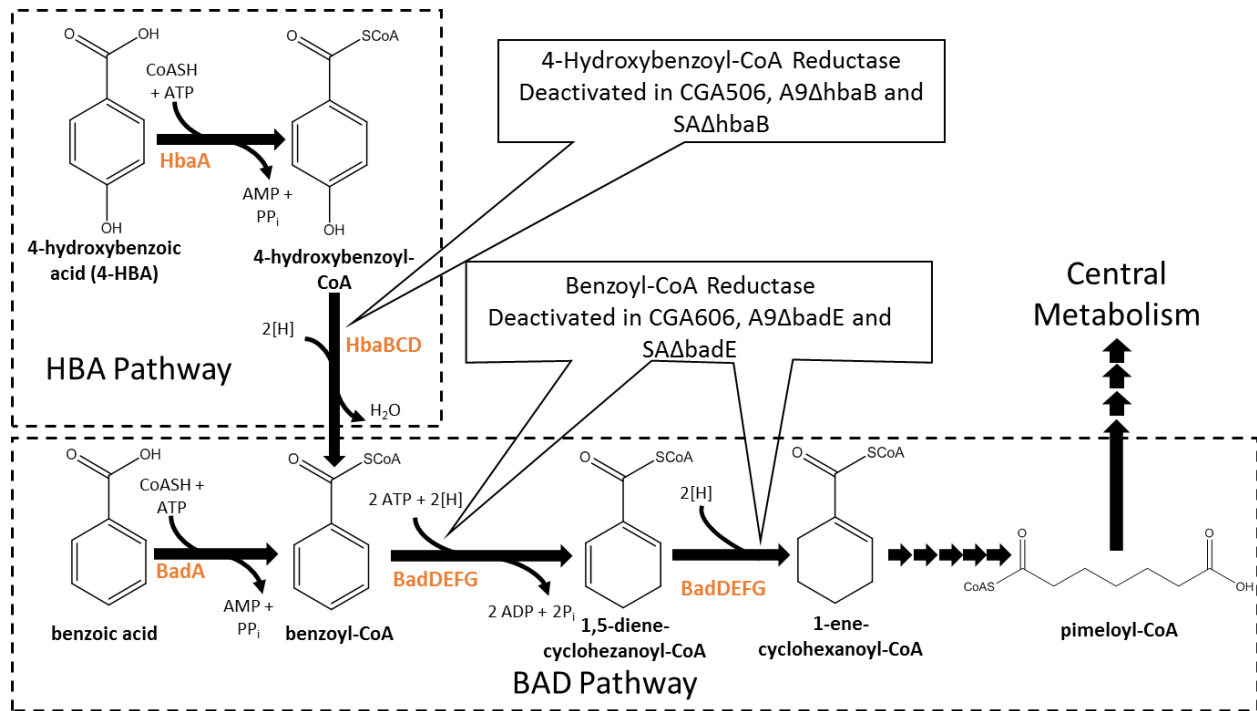 O
OH
CoASH
+ ATP
HbaA
AMP +
PPi
OH
4-hydroxybenzoic
acid (4-HBA)
O
SCoA
OH
4-hydroxybenzoyl-
CoA
4-Hydroxybenzoyl-CoA Reductase
Deactivated in CGA506, A9ΔhbaB and
SAΔhbaB
2[H]
HbaBCD
H2O
HBA Pathway
Benzoyl-CoA Reductase
Deactivated in CGA606, A9ΔbadE and
SAΔbadE
Central
Metabolism
O
OH
CoASH +
ATP
BadA
AMP +
PPi
benzoic acid
O
SCoA
benzoyl-CoA
2 ATP + 2[H]
BadDEFG
2 ADP + 2Pi
O
SCoA
1,5-diene-
cyclohezanoyl-CoA
2[H]
BadDEFG
O
SCoA
1-ene-
cyclohexanoyl-CoA
O
CoAS
O
OH
pimeloyl-CoA
BAD Pathway